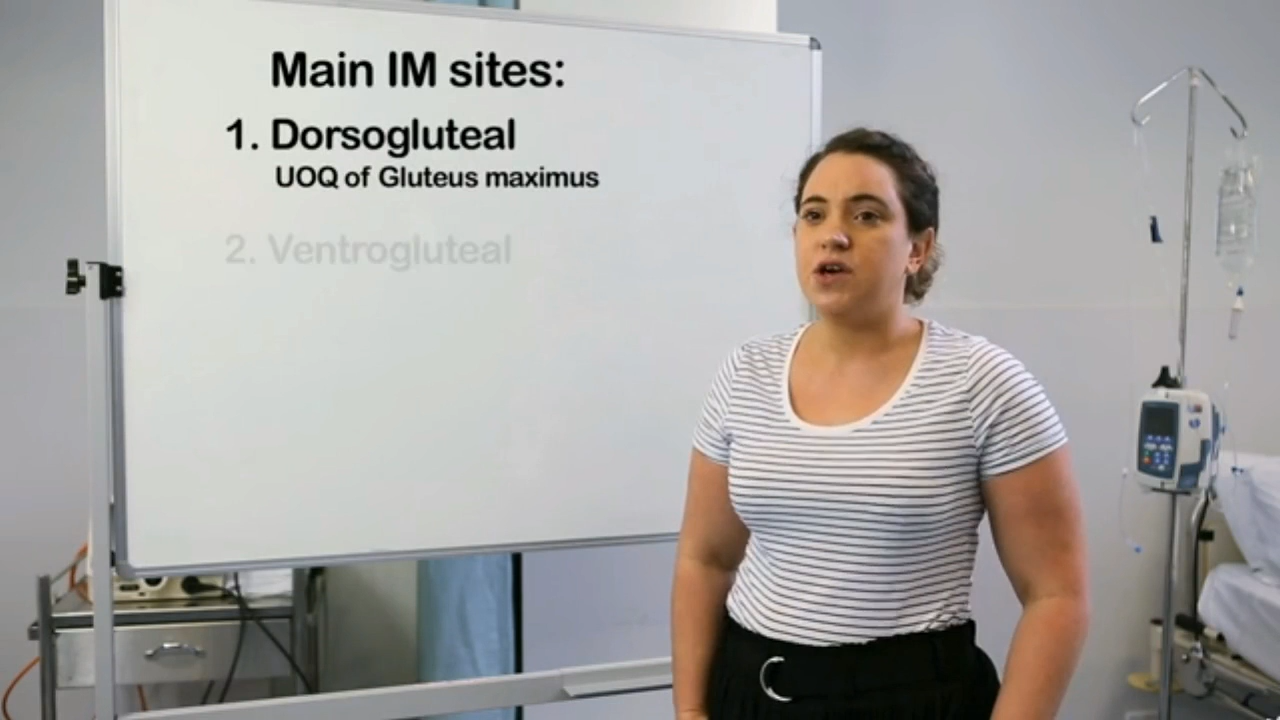 Main IM sites:
1. Dorsogluteal
UOQ of Gluteus maximus
2. Ventrogluteal